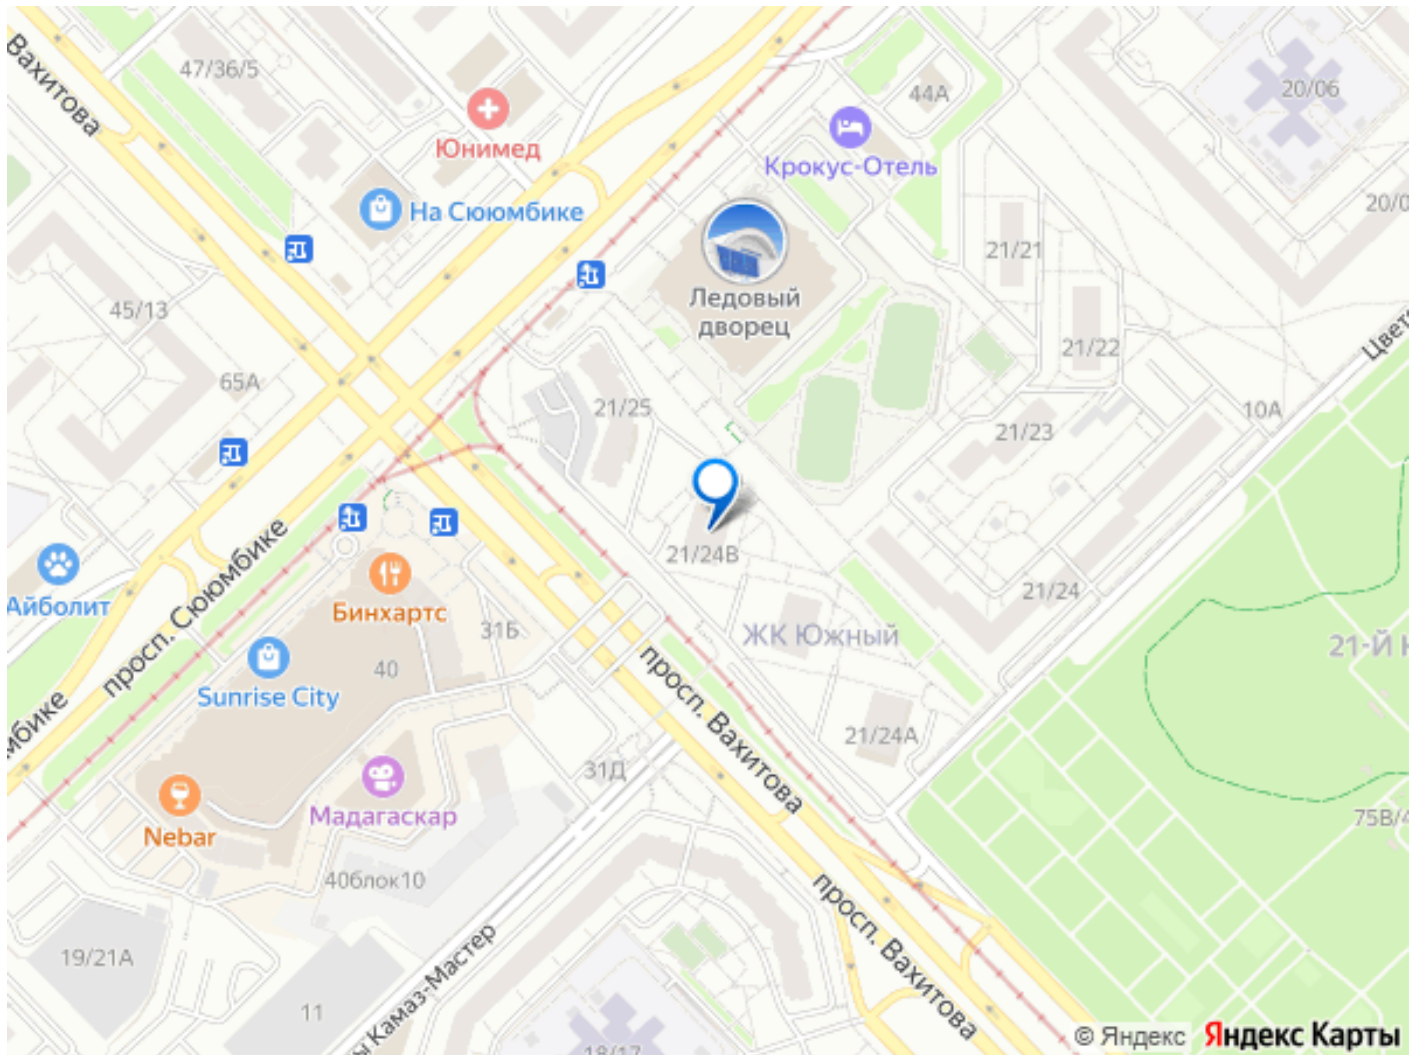 Вахитова
47/36/5
Юнимед
На Сююмбике
44А
Крокус-Отель
20/06
20/0
21/21
Ледовый
дворец
45/13
21/22
Цвет
65А
21/25
21/23
10А
просп. Сююмбике
21/24В
Айболит
Бинхартс
31Б
21/24
ЖК Южный
21-Й
40
Sunrise City
мбике
просп. Вахитова
21/24А
31Д
Мадагаскар
Nebar
75В/4
40блок10
просп. Вахитова
19/21А
ы Камаз-Мастер
11
18/17
© Яндекс Яндекс Карты